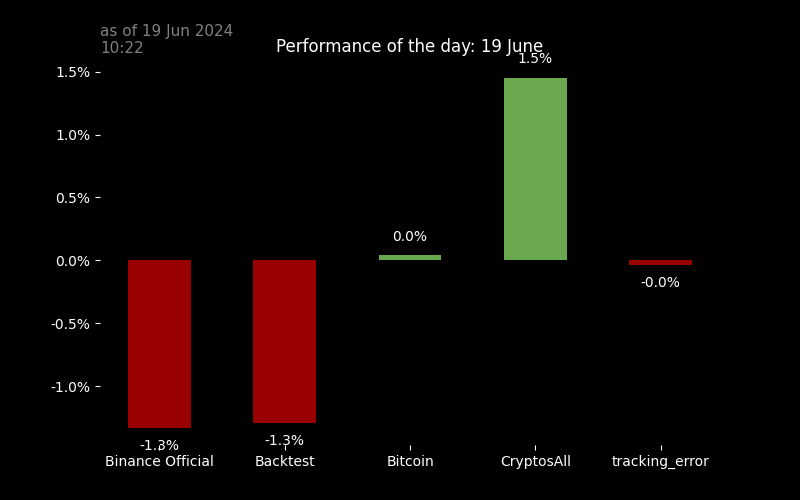 as of 19 Jun 2024
10:22
Performance of the day: 19 June
1.5%
1.5%
1.0%
0.5%
0.0%
0.0%
-0.0%
-0.5%
-1.0%
-1.3%
-1.3%
Binance Official
Backtest
Bitcoin
CryptosAll
tracking_error